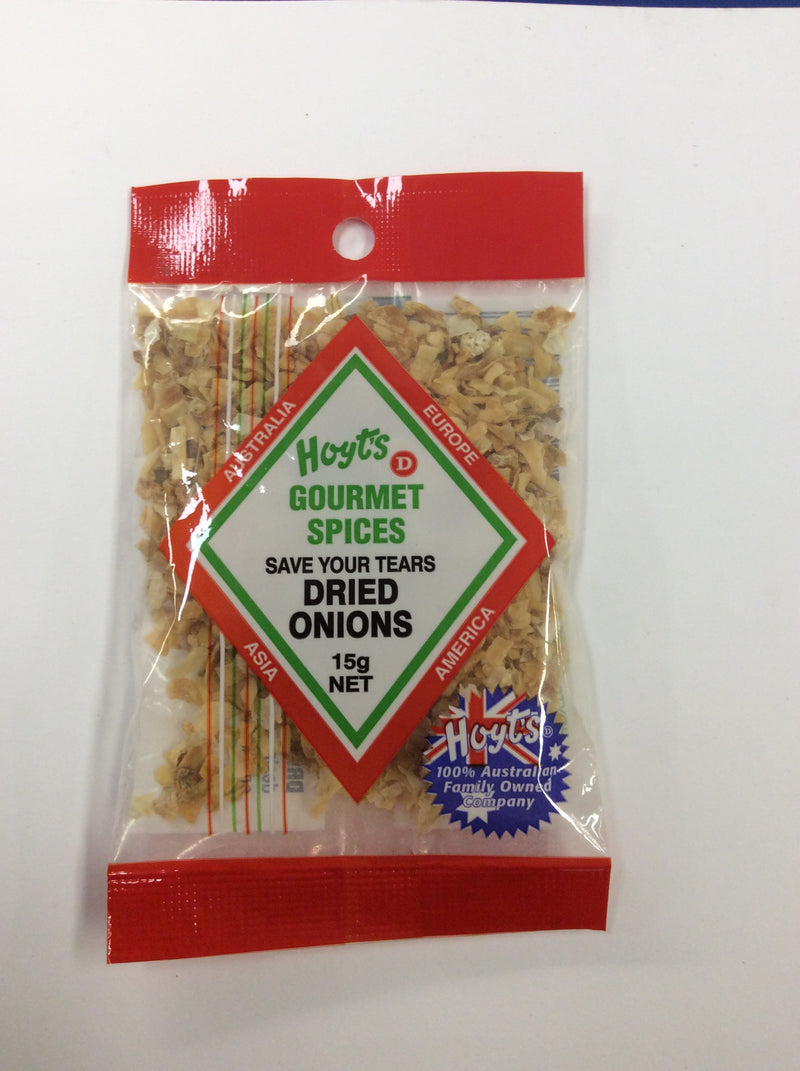 AUSTRALIA
EUROPE
Hoyt's D
GOURMET
SPICES
SAVE YOUR TEARS
DRIED
ONIONS
15g
NET
ASIA
AMERICA
Hoyt's D
100% Australian
Family Owned
Company